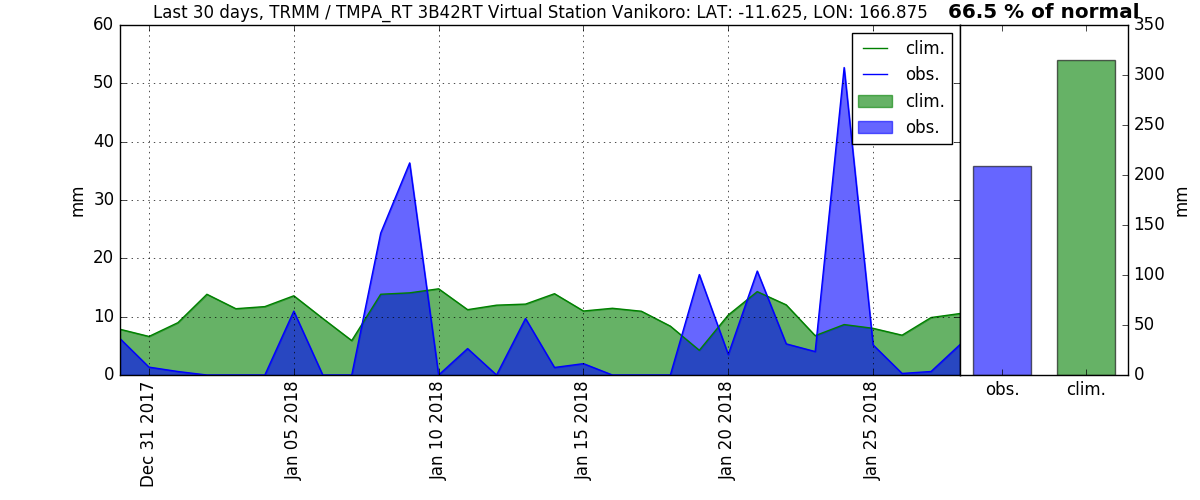 Last 30 days, TRMM / TMPA_RT 3B42RT Virtual Station Vanikoro: LAT: -11.625, LON: 166.875
66.5 % of normal
60
50
40
30
20
10
0
mm
clim.
obs.
clim.
obs.
Dec 31 2017
Jan 05 2018
Jan 10 2018
Jan 15 2018
Jan 20 2018
Jan 25 2018
350
300
250
200
150
100
50
0
mm
obs.
clim.